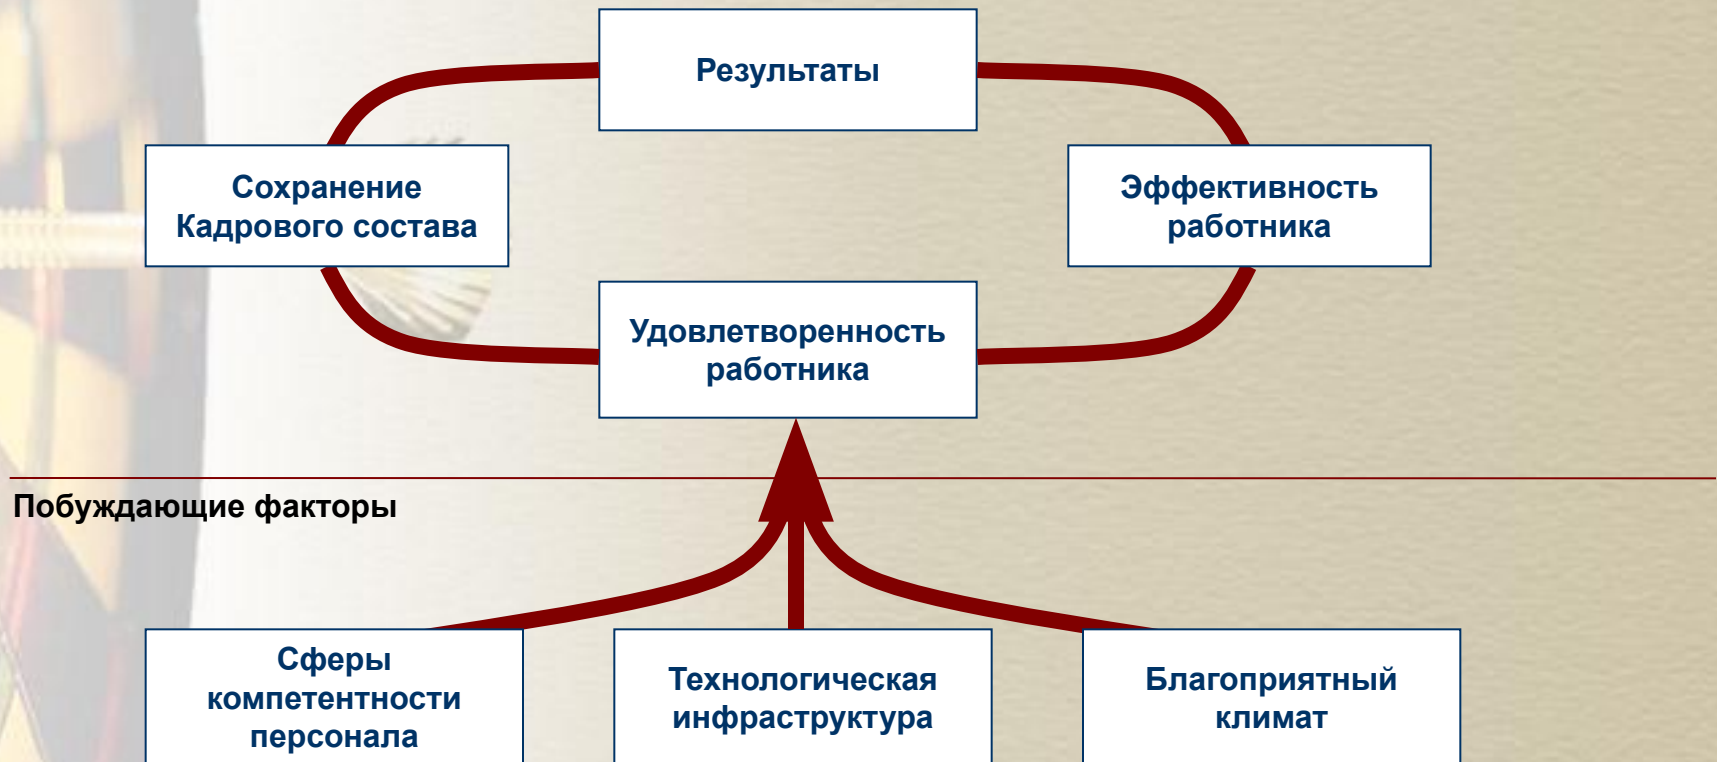 Результаты
Сохранение
Кадрового состава
Эффективность
работника
Удовлетворенность
работника
Побуждающие факторы
Сферы
компетентности
персонала
Технологическая
инфраструктура
Благоприятный
климат